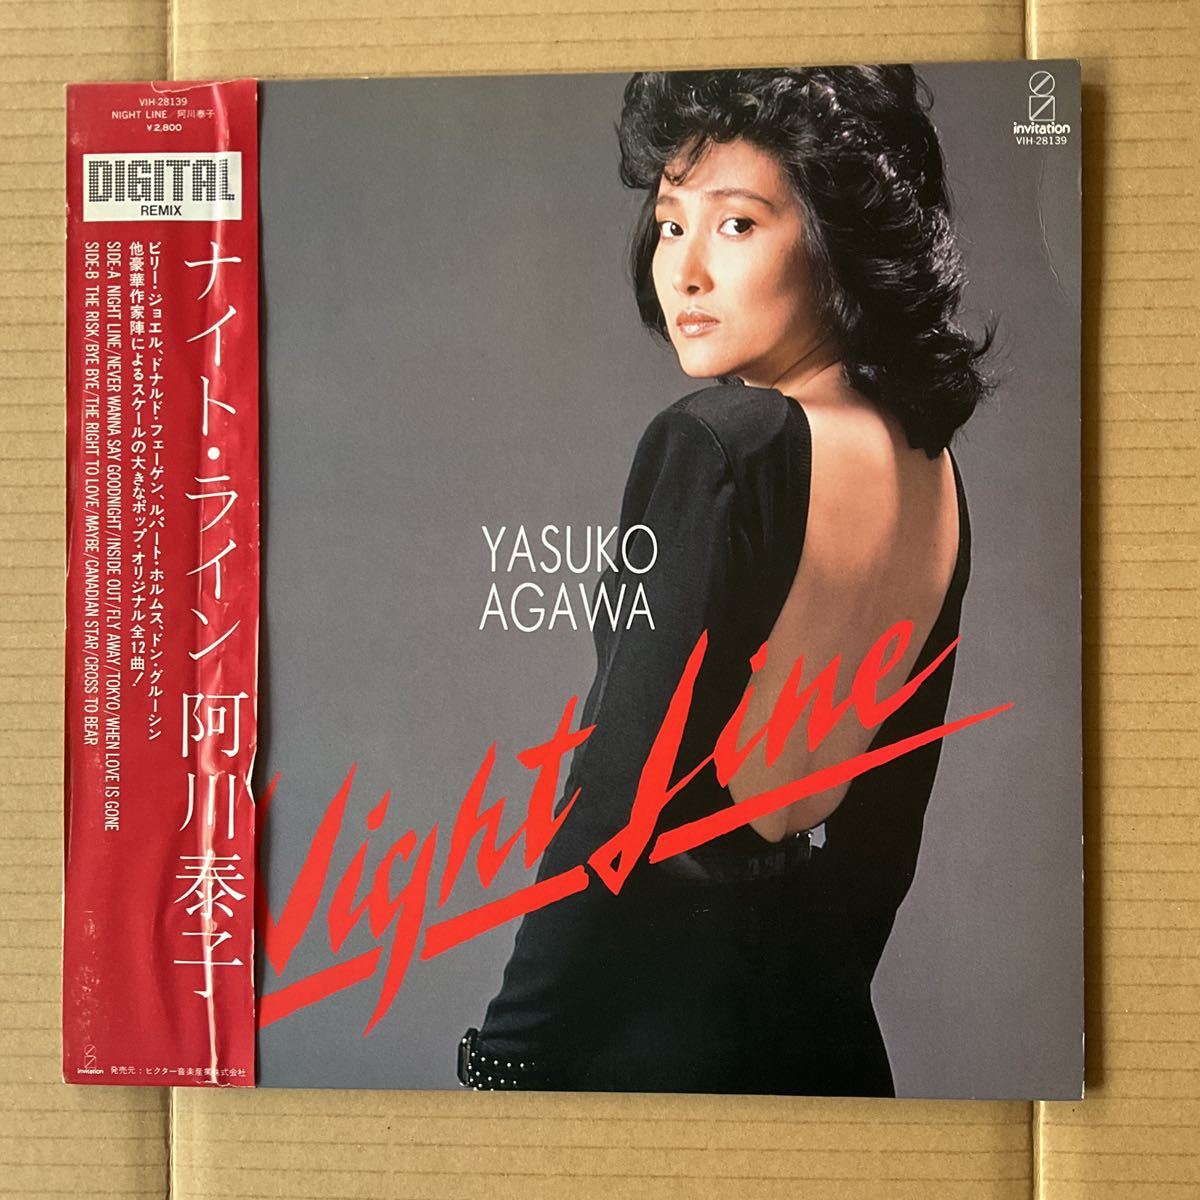 VIH-28139
NIGHT LINE/阿川泰子
¥2,800
DIGITAL
REMIX
ナイト・ライン 阿川泰子
ビリー・ジョエル、ドナルド・フェーゲン、ルパート・ホルムス、ドン・グルーシン
他豪華作家陣によるスケールの大きなポップ・オリジナル全12曲!
SIDE-A NIGHT LINE/NEVER WANNA SAY GOODNIGHT/INSIDE OUT/FLY AWAY/TOKYO/WHEN LOVE IS GONE
SIDE-B THE RISK/BYE BYE/THE RIGHT TO LOVE/MAYBE/CANADIAN STAR/CROSS TO BEAR
invitation
発売元:ビクター音楽産業株式会社
invitation
VIH-28139
YASUKO
AGAWA
Night Line